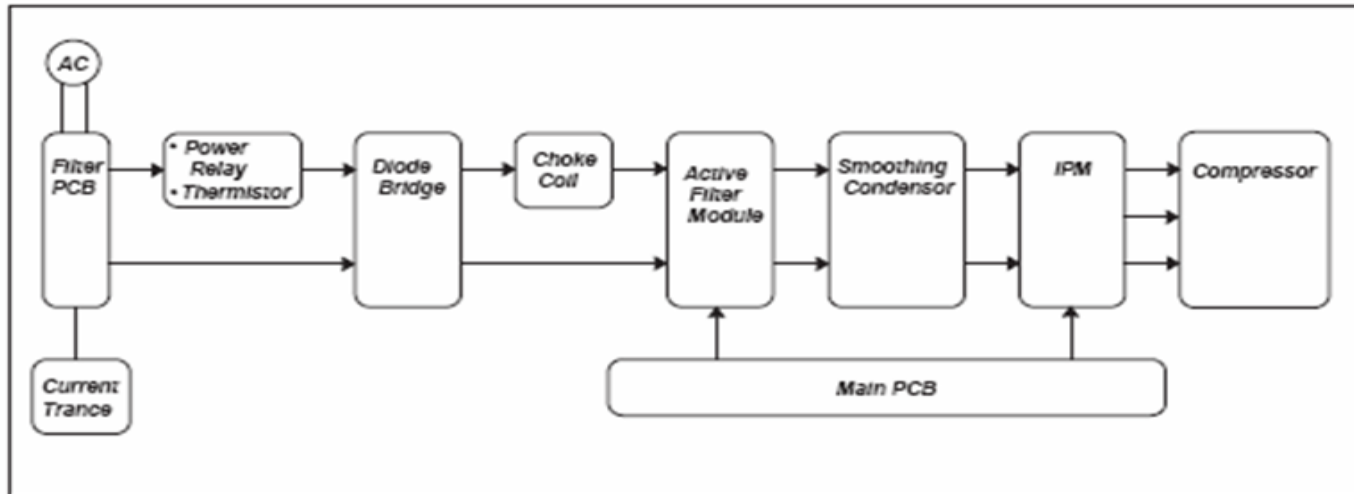 AC
Filter
PCB
• Power
Relay
• Thermistor
Diode
Bridge
Choke
Coil
Active
Filter
Module
Smoothing
Condensor
IPM
Compressor
Current
Trance
Main PCB